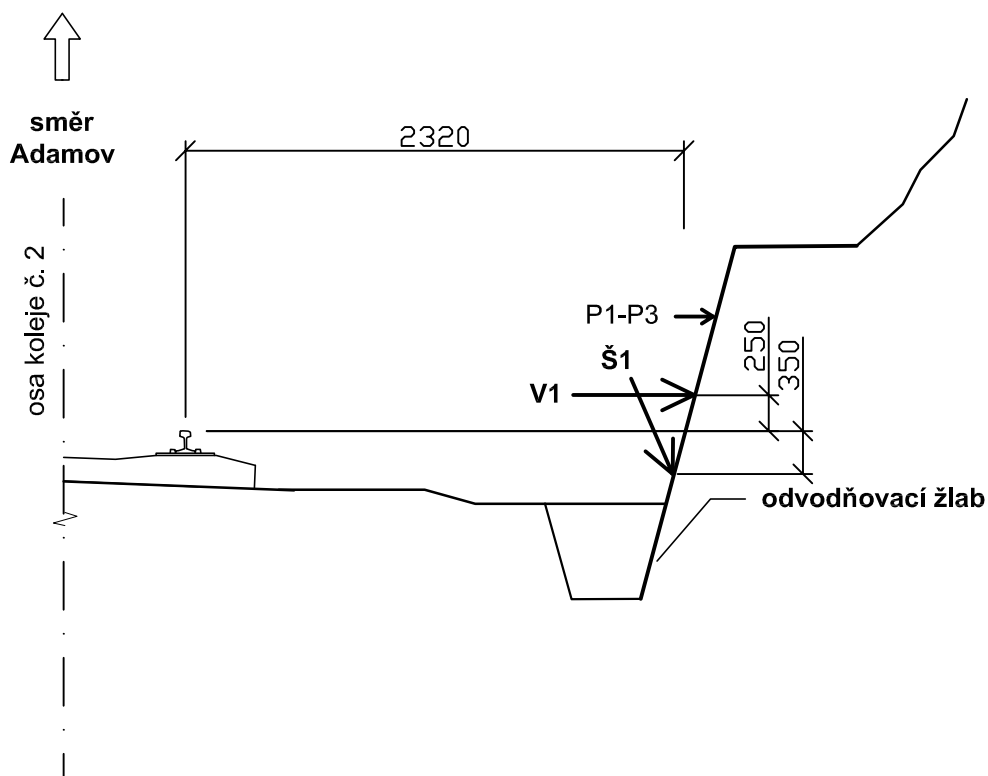 směr
Adamov
2320
osa koleje č. 2
P1-P3
250
350
Š1
V1
odvodňovací žlab